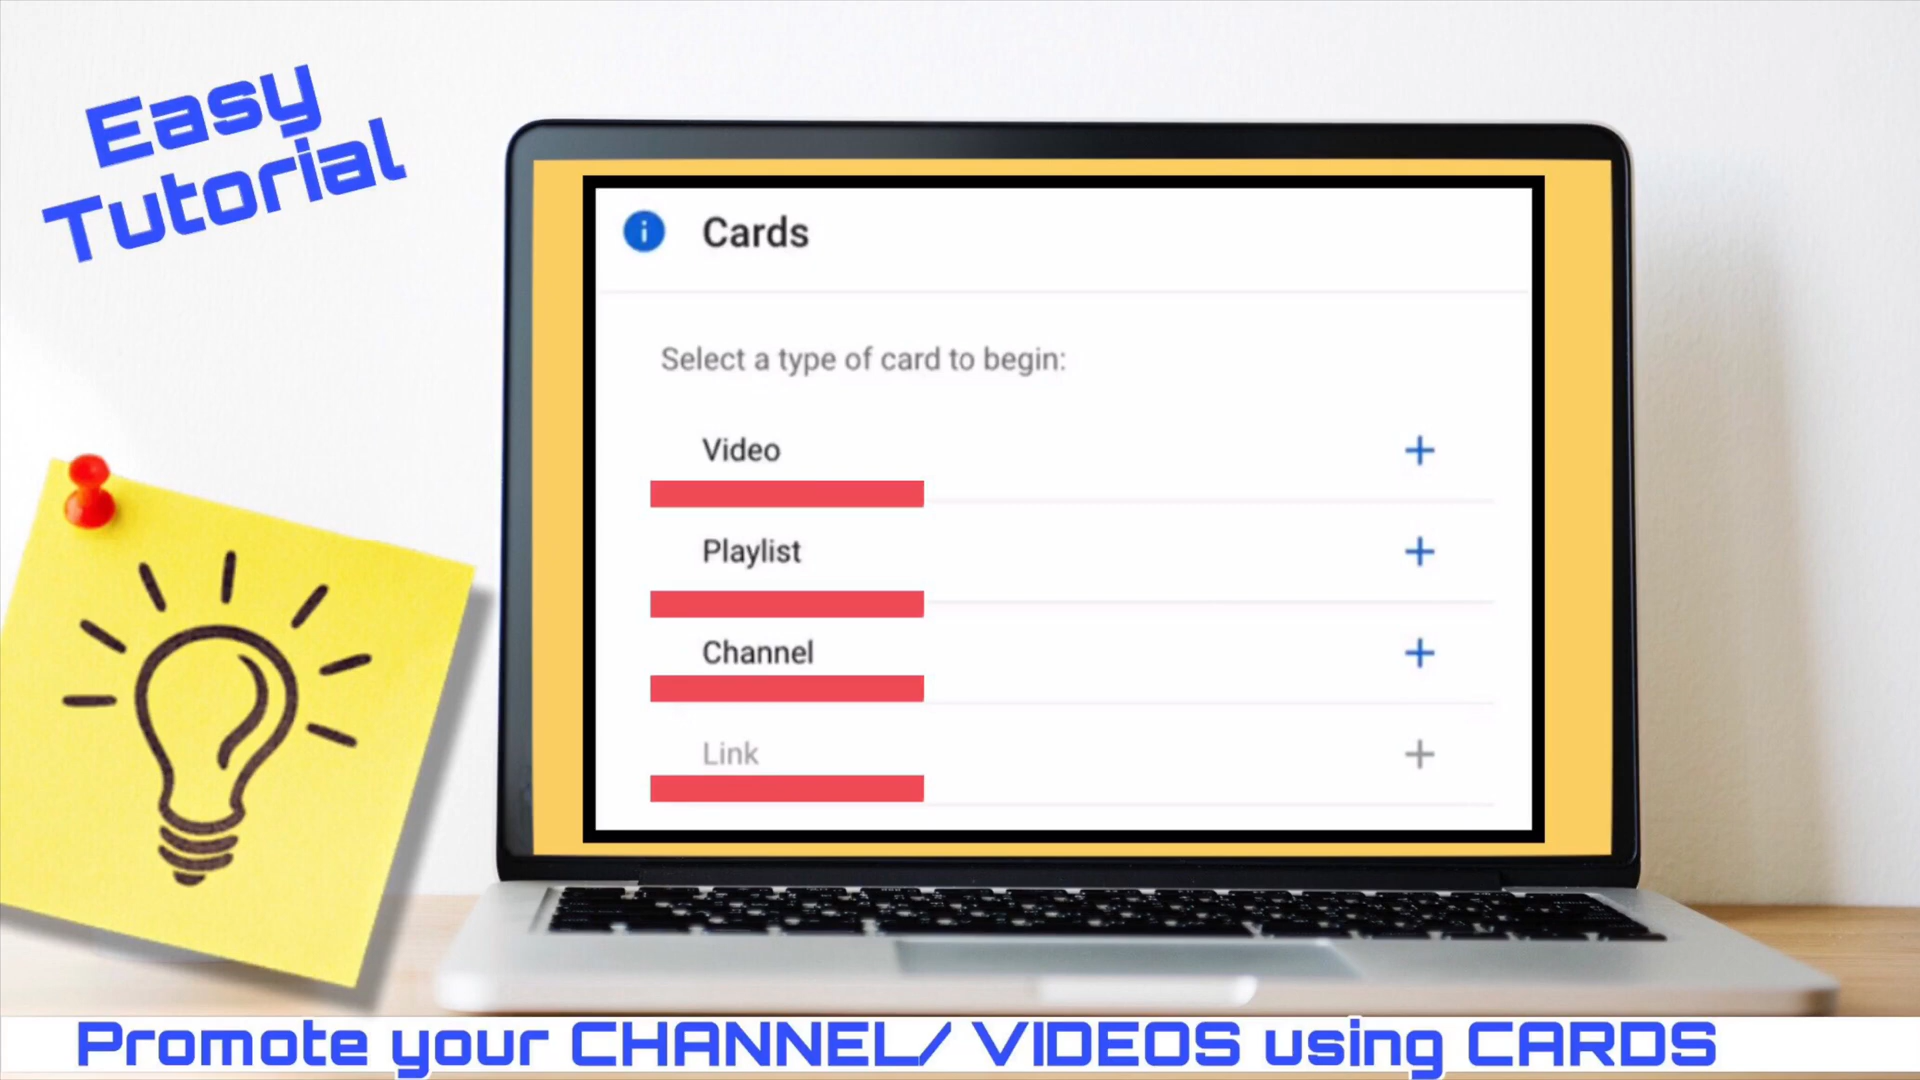 Easy
Tutorial
Cards
Select a type of card to begin:
Video
Playlist
Channel
Link
Promote your CHANNEL/ VIDEOS using CARDS